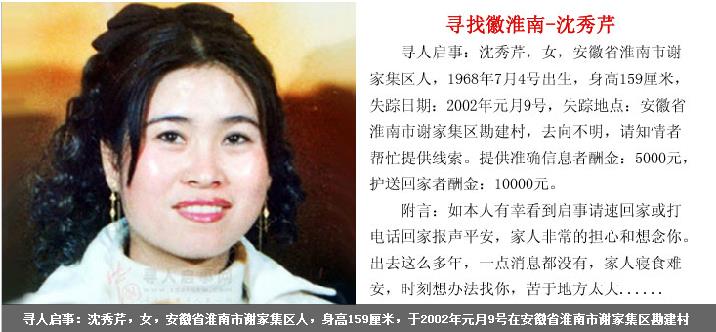 寻找徽淮南-沈秀芹
寻人启事：沈秀芹，女，安徽省淮南市谢
家集区人，1968年7月4号出生，身高159厘米，
失踪日期：2002年元月9号，失踪地点：安徽省
淮南市谢家集区勘建村，去向不明，请知情者
帮忙提供线索。提供准确信息者酬金：5000元，
护送回家者酬金：10000元。
附言：如本人有幸看到启事请速回家或打
电话回家报声平安，家人非常的担心和想念你。
出去这么多年，一点消息都没有，家人寝食难
安，时刻想办法找你，苦于地方太大......
寻人启事网
寻人启事：沈秀芹，女，安徽省淮南市谢家集区人，身高159厘米，于2002年元月9号在安徽省淮南市谢家集区勘建村